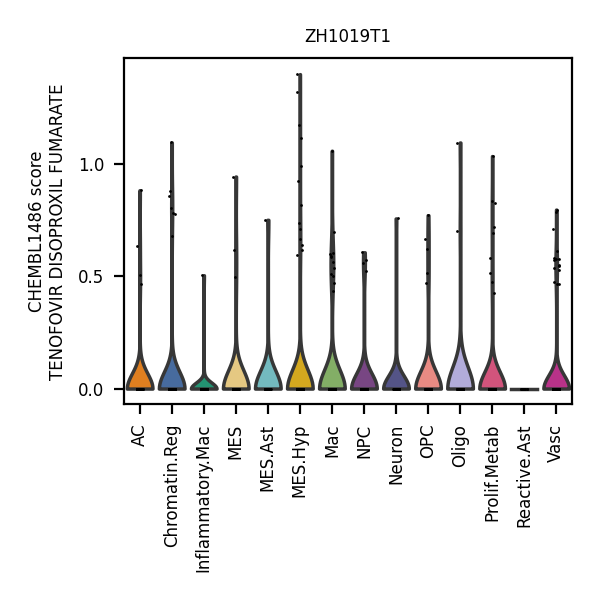 ZH1019T1
CHEMBL1486 score
TENOFOVIR DISOPROXIL FUMARATE
1.0
0.5
0.0
AC
Chromatin.Reg
Inflammatory.Mac
MES
MES.Ast
MES.Hyp
Mac
NPC
Neuron
OPC
Oligo
Prolif.Metab
Reactive.Ast
Vasc